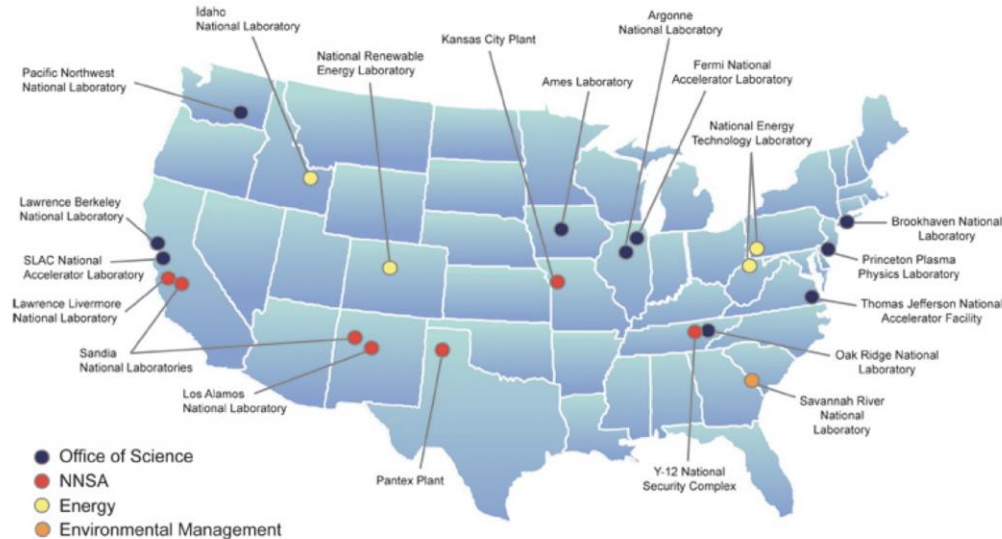 Idaho
National Laboratory
Argonne
National Laboratory
Kansas City Plant
National Renewable
Energy Laboratory
Fermi National
Accelerator Laboratory
Pacific Northwest
National Laboratory
Ames Laboratory
National Energy
Technology Laboratory
Lawrence Berkeley
National Laboratory
Brookhaven National
Laboratory
SLAC National
Accelerator Laboratory
Princeton Plasma
Physics Laboratory
Lawrence Livermore
National Laboratory
Thomas Jefferson National
Accelerator Facility
Sandia
National Laboratories
Oak Ridge National
Laboratory
Los Alamos
National Laboratory
Savannah River
National
Laboratory
Pantex Plant
Y-12 National
Security Complex
Office of Science
NNSA
Energy
Environmental Management